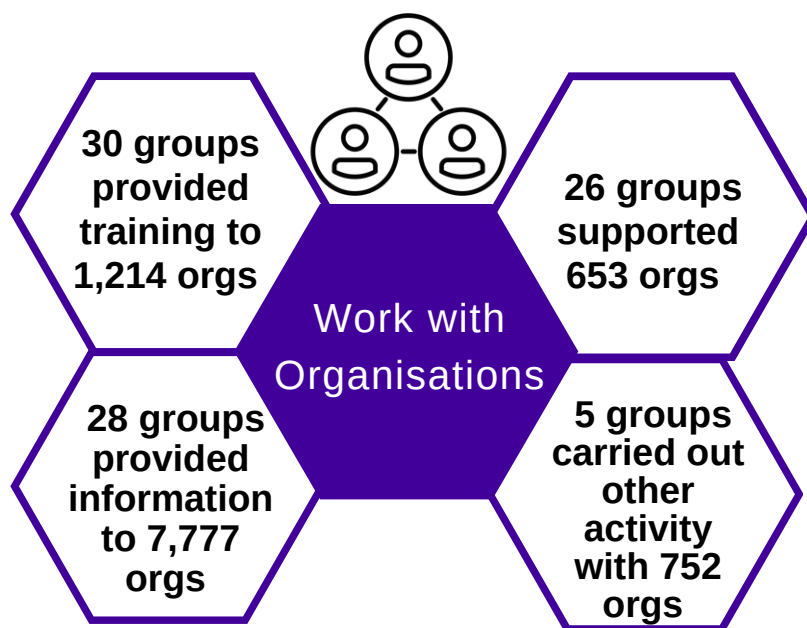 30 groups
provided
training to
1,214 orgs
26 groups
supported
653 orgs
Work with
Organisations
28 groups
provided
information
to 7,777
orgs
5 groups
carried out
other
activity
with 752
orgs